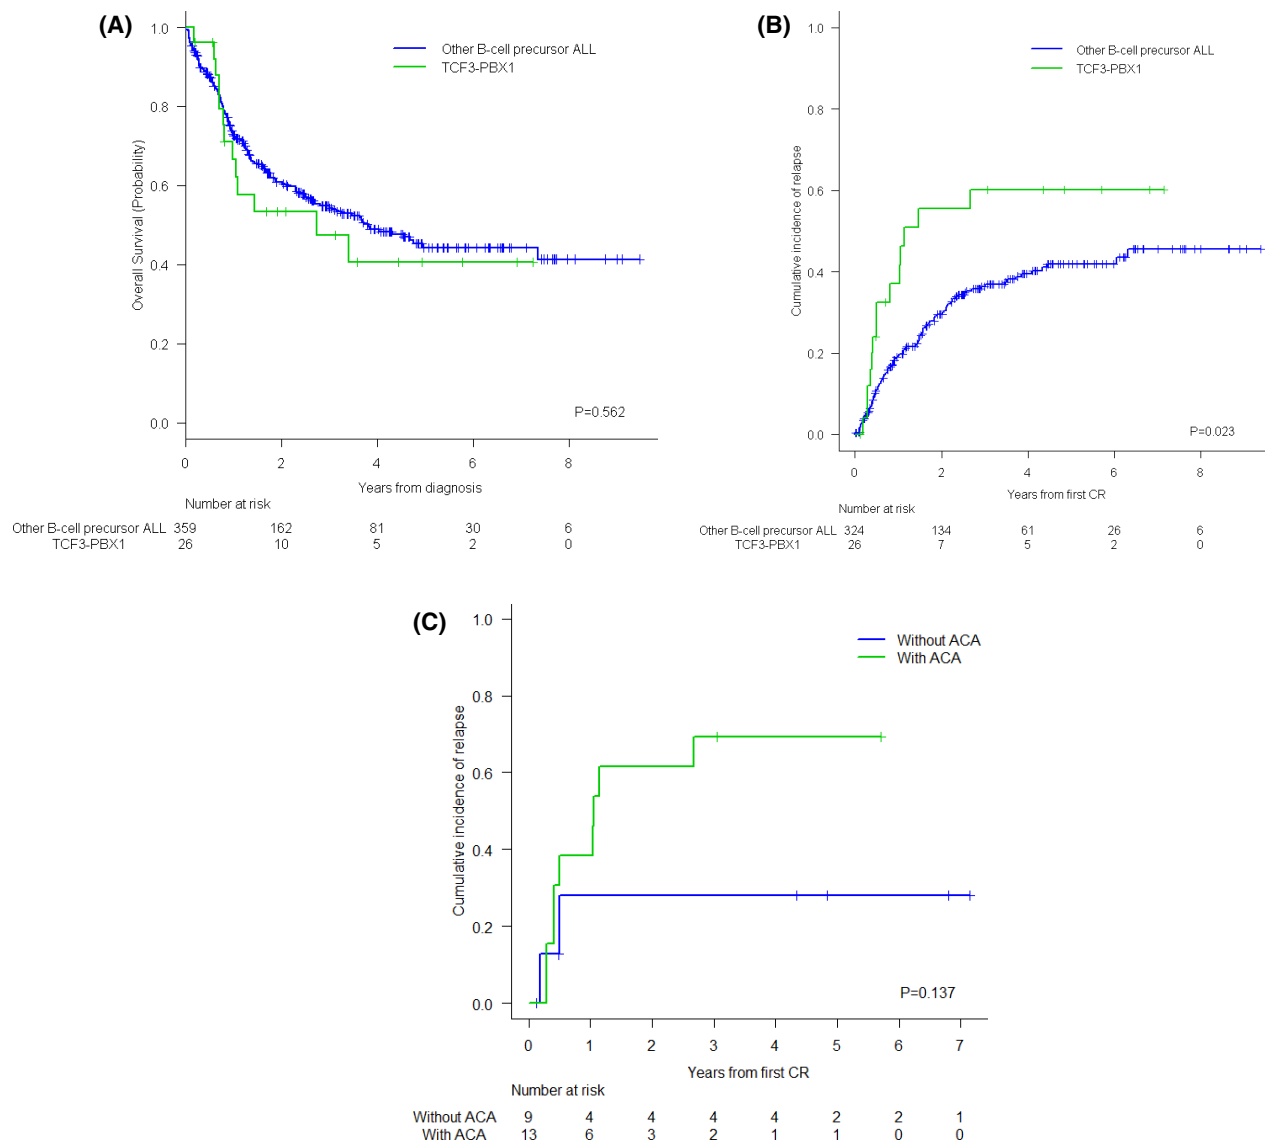 (A)
Other B-cell precursor ALL
TCF3-PBX1
Overall Survival (Probability)
1.0
0.8
0.6
0.4
0.2
0.0
P=0.562
0 2 4 6 8
Years from diagnosis
Number at risk
Other B-cell precursor ALL 359 162 81 30 6
TCF3-PBX1 26 10 5 2 0
(B)
Other B-cell precursor ALL
TCF3-PBX1
Cumulative incidence of relapse
1.0
0.8
0.6
0.4
0.2
0.0
P=0.023
0 2 4 6 8
Years from first CR
Number at risk
Other B-cell precursor ALL 324 134 61 26 6
TCF3-PBX1 26 7 5 2 0
(C)
Without ACA
With ACA
Cumulative incidence of relapse
1.0
0.8
0.6
0.4
0.2
0.0
P=0.137
0 1 2 3 4 5 6 7
Years from first CR
Number at risk
Without ACA 9 4 4 4 4 2 2 1
With ACA 13 6 3 2 1 1 0 0